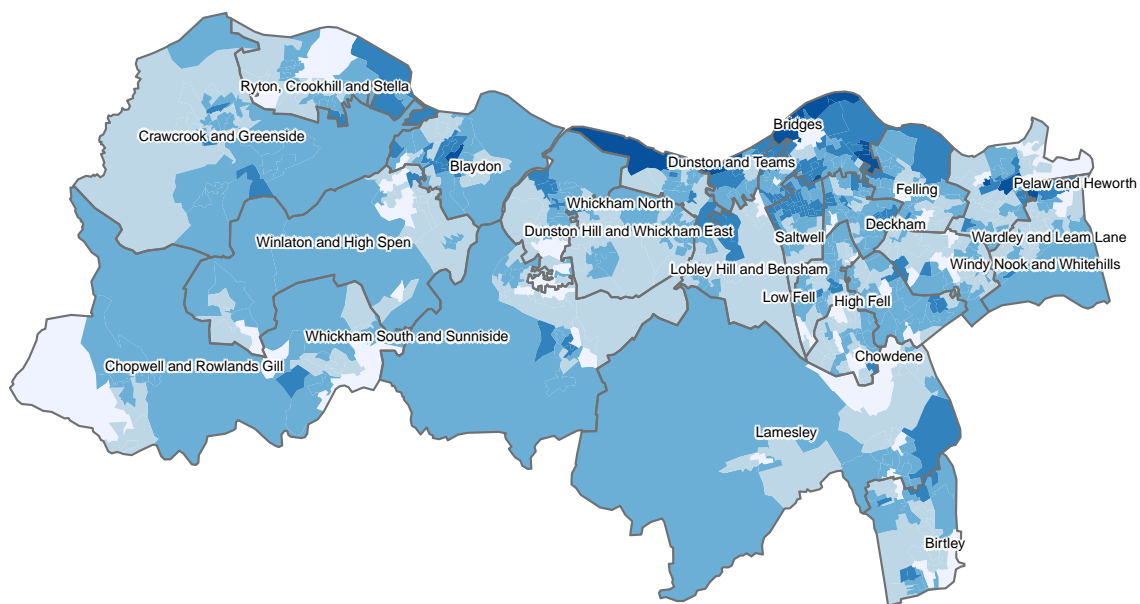 Ryton, Crookhill and Stella
Crawcrook and Greenside
Bridges
Blaydon
Dunston and Teams
Pelaw and Heworth
Felling
Whickham North
Deckham
Dunston Hill and Whickham East
Saltwell
Wardley and Leam Lane
Winlaton and High Spen
Windy Nook and Whitehills
Lobley Hill and Bensham
Low Fell
High Fell
Whickham South and Sunniside
Chowdene
Chopwell and Rowlands Gill
Lamesley
Birtley